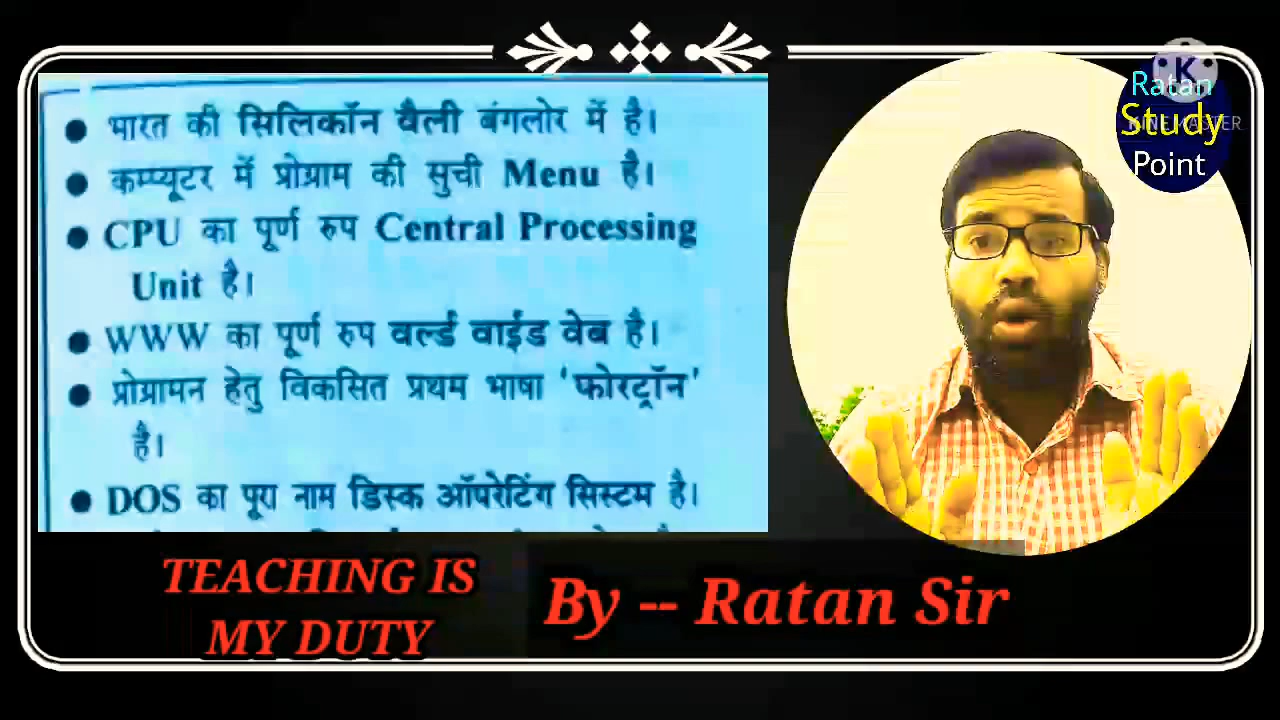 ● भारत की सिलिकॉन वैली बंगलोर में है।
● कम्प्यूटर में प्रोग्राम की सुची Menu है।
● CPU का पूर्ण रुप Central Processing
Unit है।
● WWW का पूर्ण रुप वर्ल्ड वाईड वेब है।
● प्रोग्रामन हेतु विकसित प्रथम भाषा 'फोरट्रॉन'
है।
● DOS का पूरा नाम डिस्क ऑपरेटिंग सिस्टम है।
Ratan
Study
Point
K
KINEMASTER
TEACHING IS
MY DUTY
By -- Ratan Sir